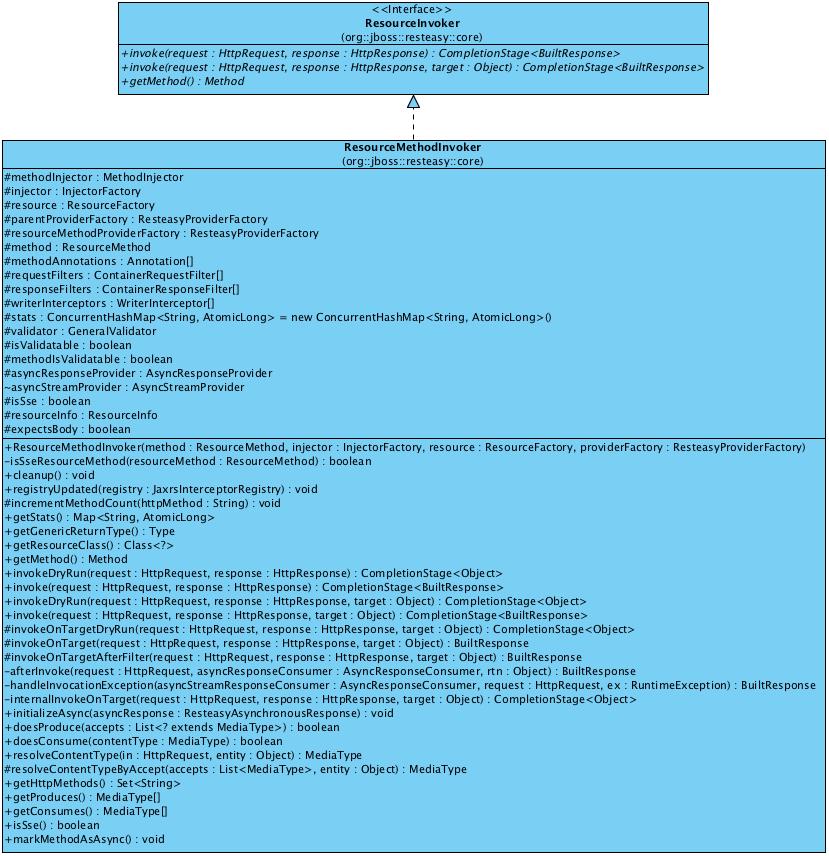 <<Interface>>
ResourceInvoker
(org::jboss::resteasy::core)
+invoke(request : HttpRequest, response : HttpResponse) : CompletionStage<BuiltResponse>
+invoke(request : HttpRequest, response : HttpResponse, target : Object) : CompletionStage<BuiltResponse>
+getMethod() : Method
ResourceMethodInvoker
(org::jboss::resteasy::core)
#methodInjector : MethodInjector
#injector : InjectorFactory
#resource : ResourceFactory
#parentProviderFactory : ResteasyProviderFactory
#resourceMethodProviderFactory : ResteasyProviderFactory
#method : ResourceMethod
#methodAnnotations : Annotation[]
#requestFilters : ContainerRequestFilter[]
#responseFilters : ContainerResponseFilter[]
#writerInterceptors : WriterInterceptor[]
#stats : ConcurrentHashMap<String, AtomicLong> = new ConcurrentHashMap<String, AtomicLong>()
#validator : GeneralValidator
#isValidatable : boolean
#methodIsValidatable : boolean
#asyncResponseProvider : AsyncResponseProvider
~asyncStreamProvider : AsyncStreamProvider
#isSse : boolean
#resourceInfo : ResourceInfo
#expectsBody : boolean
+ResourceMethodInvoker(method : ResourceMethod, injector : InjectorFactory, resource : ResourceFactory, providerFactory : ResteasyProviderFactory)
-isSseResourceMethod(resourceMethod : ResourceMethod) : boolean
+cleanup() : void
+registryUpdated(registry : JaxrsInterceptorRegistry) : void
#incrementMethodCount(httpMethod : String) : void
+getStats() : Map<String, AtomicLong>
+getGenericReturnType() : Type
+getResourceClass() : Class<?>
+getMethod() : Method
+invokeDryRun(request : HttpRequest, response : HttpResponse) : CompletionStage<Object>
+invoke(request : HttpRequest, response : HttpResponse) : CompletionStage<BuiltResponse>
+invokeDryRun(request : HttpRequest, response : HttpResponse, target : Object) : CompletionStage<Object>
+invoke(request : HttpRequest, response : HttpResponse, target : Object) : CompletionStage<BuiltResponse>
#invokeOnTargetDryRun(request : HttpRequest, response : HttpResponse, target : Object) : CompletionStage<Object>
#invokeOnTarget(request : HttpRequest, response : HttpResponse, target : Object) : BuiltResponse
#invokeOnTargetAfterFilter(request : HttpRequest, response : HttpResponse, target : Object) : BuiltResponse
-afterInvoke(request : HttpRequest, asyncResponseConsumer : AsyncResponseConsumer, rtn : Object) : BuiltResponse
-handleInvocationException(asyncStreamResponseConsumer : AsyncResponseConsumer, request : HttpRequest, ex : RuntimeException) : BuiltResponse
-internalInvokeOnTarget(request : HttpRequest, response : HttpResponse, target : Object) : CompletionStage<Object>
+initializeAsync(asyncResponse : ResteasyAsynchronousResponse) : void
+doesProduce(accepts : List<? extends MediaType>) : boolean
+doesConsume(contentType : MediaType) : boolean
+resolveContentType(in : HttpRequest, entity : Object) : MediaType
#resolveContentTypeByAccept(accepts : List<MediaType>, entity : Object) : MediaType
+getHttpMethods() : Set<String>
+getProduces() : MediaType[]
+getConsumes() : MediaType[]
+isSse() : boolean
+markMethodAsAsync() : void